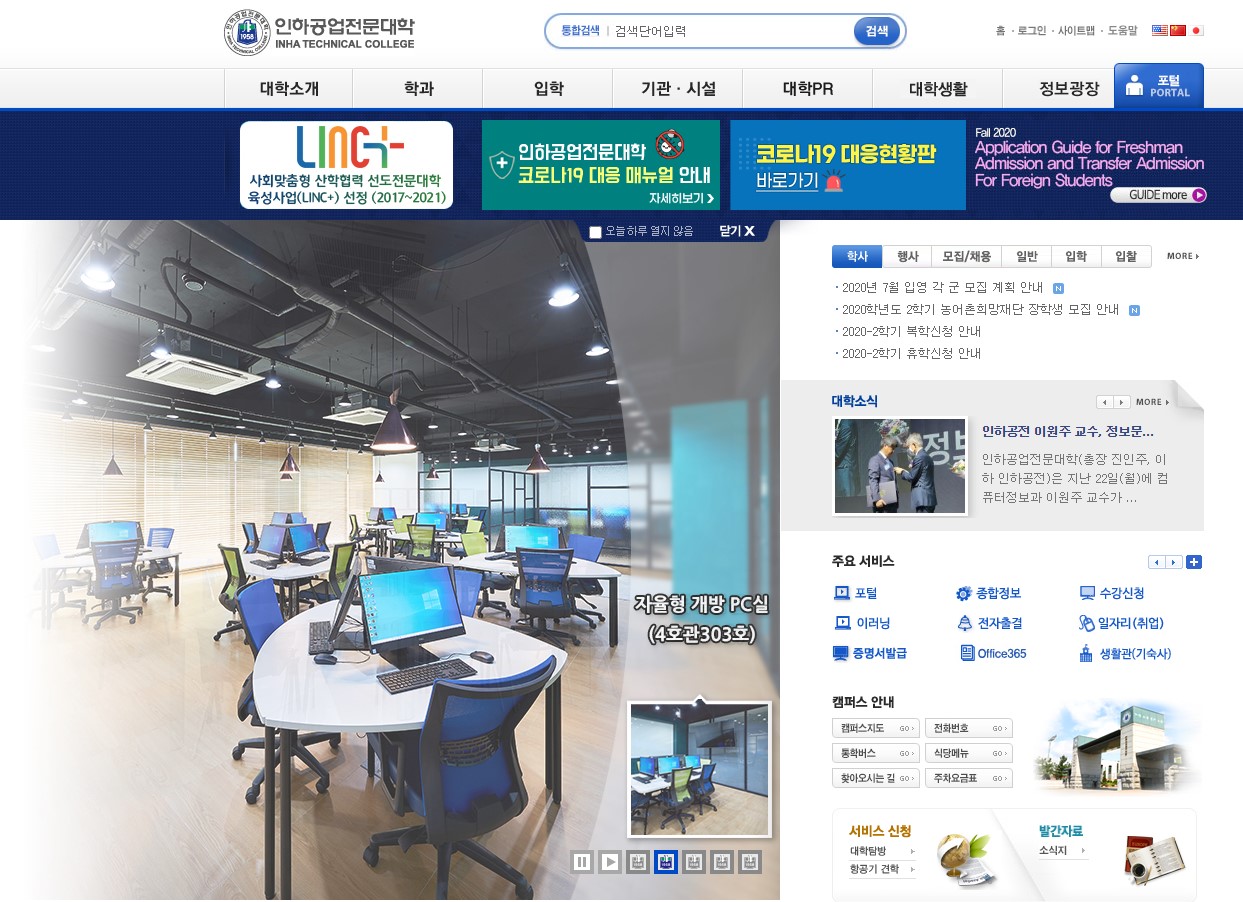 인하공업전문대학
INHA TECHNICAL COLLEGE
1958
통합검색 | 검색단어입력
검색
홈 · 로그인 · 사이트맵 · 도움말
대학소개
학과
입학
기관 · 시설
대학PR
대학생활
정보광장
포털
PORTAL
LINC+
사회맞춤형 산학협력 선도전문대학
육성사업(LINC+) 선정 (2017~2021)
인하공업전문대학
코로나19 대응 매뉴얼 안내
자세히보기
코로나19 대응현황판
바로가기
Fall 2020
Application Guide for Freshman
Admission and Transfer Admission
For Foreign Students
GUIDE more
오늘하루 열지 않음
닫기 X
학사
행사
모집/채용
일반
입학
입찰
MORE
· 2020년 7월 입영 각 군 모집 계획 안내 N
· 2020학년도 2학기 농어촌희망재단 장학생 모집 안내 N
· 2020-2학기 복학신청 안내
· 2020-2학기 휴학신청 안내
대학소식
MORE
정보
인하공전 이원주 교수, 정보문...
인하공업전문대학(총장 진인주, 이
하 인하공전)은 지난 22일(월)에 컴
퓨터정보과 이원주 교수가 ...
자율형 개방 PC실
(4호관303호)
주요 서비스
포털
종합정보
수강신청
이러닝
전자출결
일자리(취업)
증명서발급
Office365
생활관(기숙사)
캠퍼스 안내
캠퍼스지도 GO
전화번호 GO
통학버스 GO
식당메뉴 GO
찾아오시는 길 GO
주차요금표 GO
서비스 신청
대학탐방
항공기 견학
발간자료
소식지